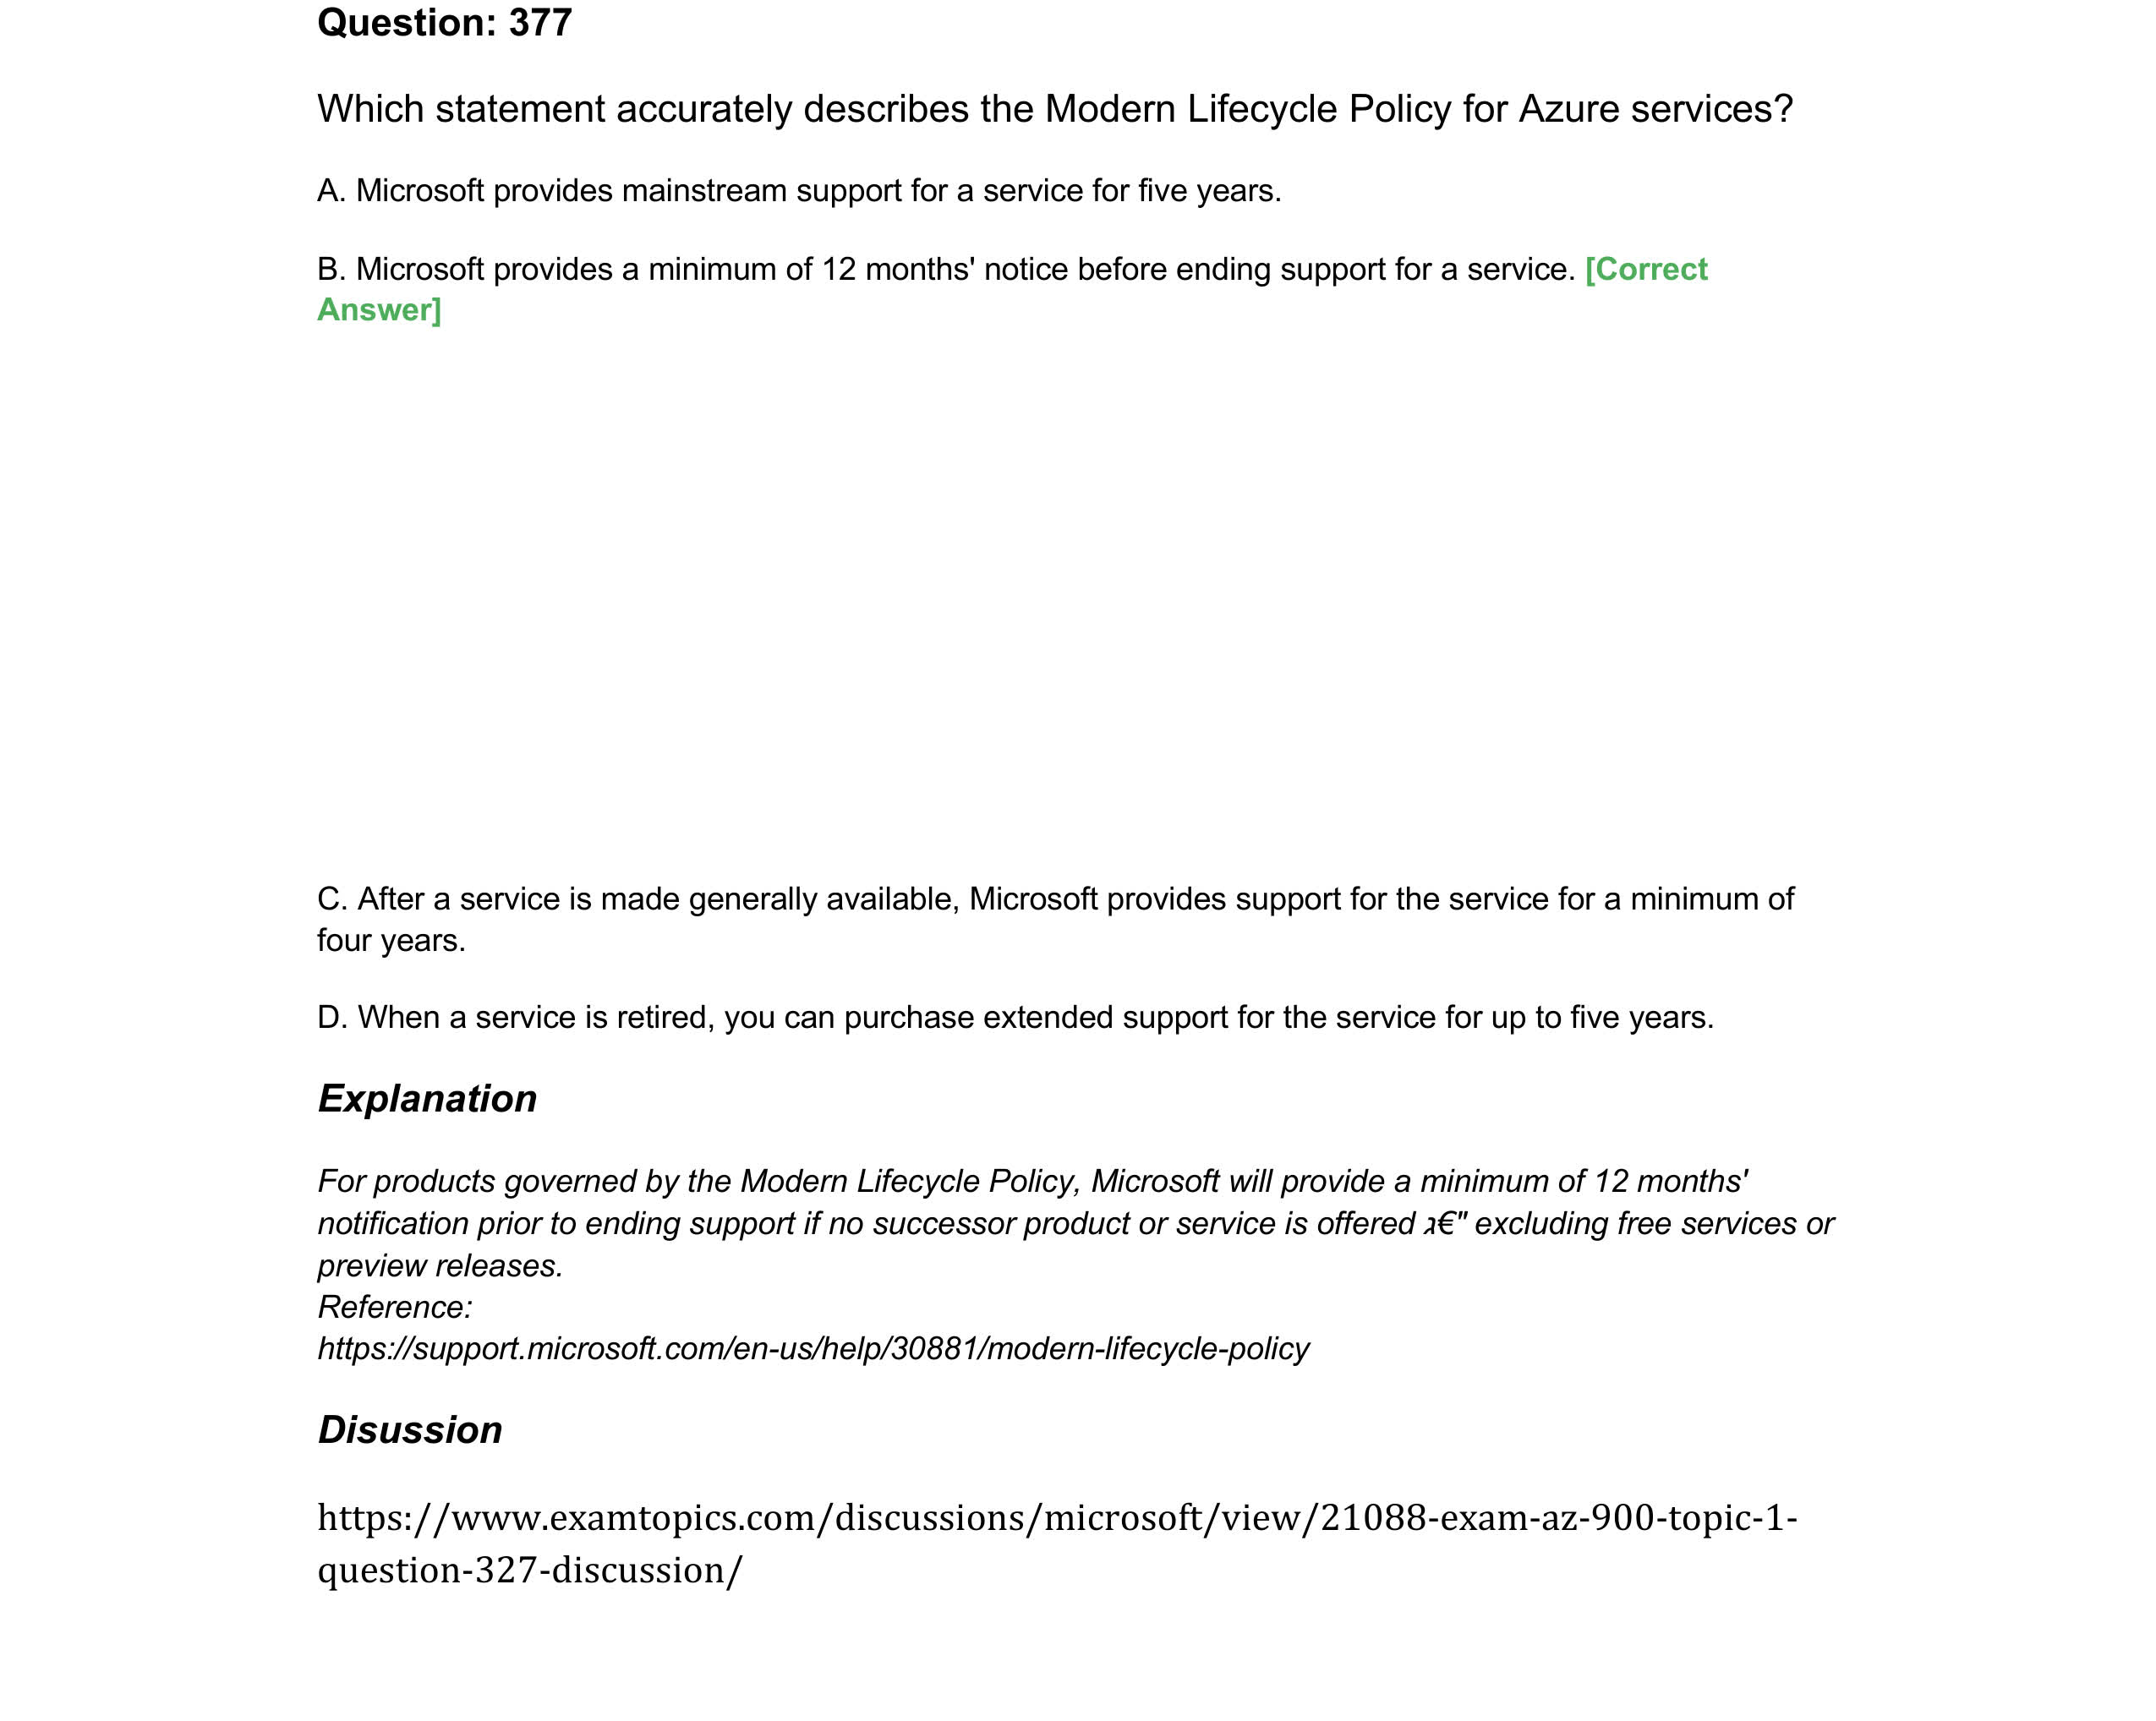 Question: 377
Which statement accurately describes the Modern Lifecycle Policy for Azure services?
A. Microsoft provides mainstream support for a service for five years.
B. Microsoft provides a minimum of 12 months' notice before ending support for a service. [Correct
Answer]
C. After a service is made generally available, Microsoft provides support for the service for a minimum of
four years.
D. When a service is retired, you can purchase extended support for the service for up to five years.
Explanation
For products governed by the Modern Lifecycle Policy, Microsoft will provide a minimum of 12 months'
notification prior to ending support if no successor product or service is offered ג€" excluding free services or
preview releases.
Reference:
https://support.microsoft.com/en-us/help/30881/modern-lifecycle-policy
Disussion
https://www.examtopics.com/discussions/microsoft/view/21088-exam-az-900-topic-1-
question-327-discussion/